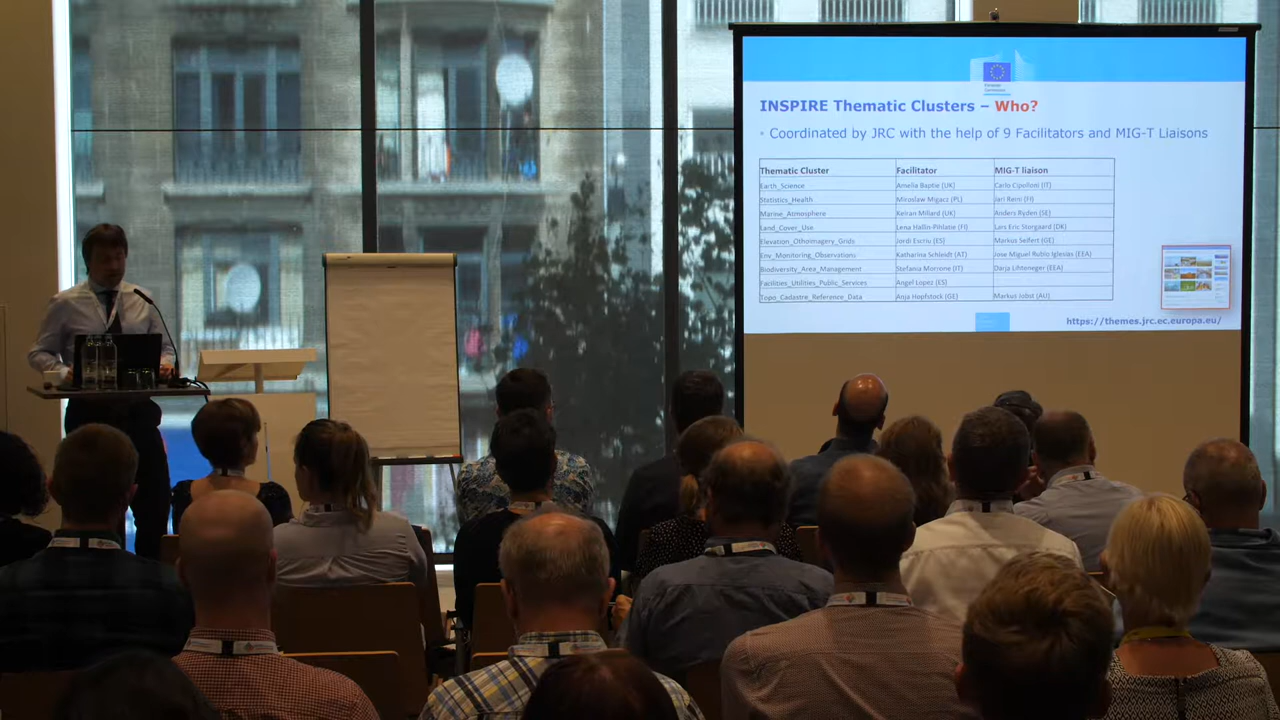 European
Commission
INSPIRE Thematic Clusters – Who?
• Coordinated by JRC with the help of 9 Facilitators and MIG-T Liaisons
Thematic Cluster Facilitator MIG-T liaison
Earth_Science Amelia Baptie (UK) Carlo Cipolloni (IT)
Statistics_Health Miroslaw Migacz (PL) Jari Reini (FI)
Marine_Atmosphere Keiran Millard (UK) Anders Ryden (SE)
Land_Cover_Use Lena Hallin-Pihlatie (FI) Lars Eric Storgaard (DK)
Elevation_Othoimagery_Grids Jordi Escriu (ES) Markus Seifert (GE)
Env_Monitoring_Observations Katharina Schleidt (AT) Jose Miguel Rubio Iglesias (EEA)
Biodiversity_Area_Management Stefania Morrone (IT) Darja Lihteneger (EEA)
Facilities_Utilities_Public_Services Angel Lopez (ES)
Topo_Cadastre_Reference_Data Anja Hopfstock (GE) Markus Jobst (AU)
https://themes.jrc.ec.europa.eu/